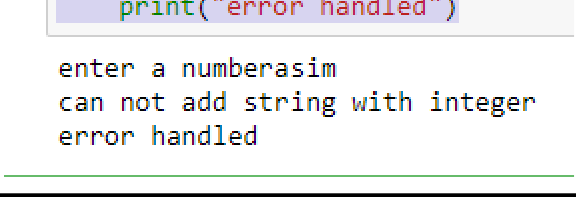 print("error handled")
enter a numberasim
can not add string with integer
error handled